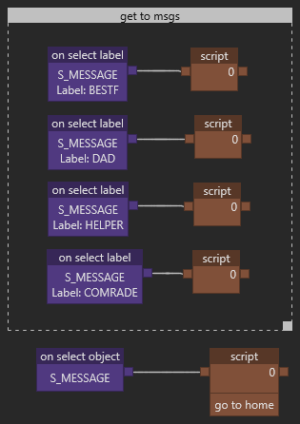 get to msgs
on select label
script
S_MESSAGE
0
Label: BESTF
on select label
script
S_MESSAGE
0
Label: DAD
on select label
script
S_MESSAGE
0
Label: HELPER
on select label
script
S_MESSAGE
0
Label: COMRADE
on select object
script
S_MESSAGE
0
go to home